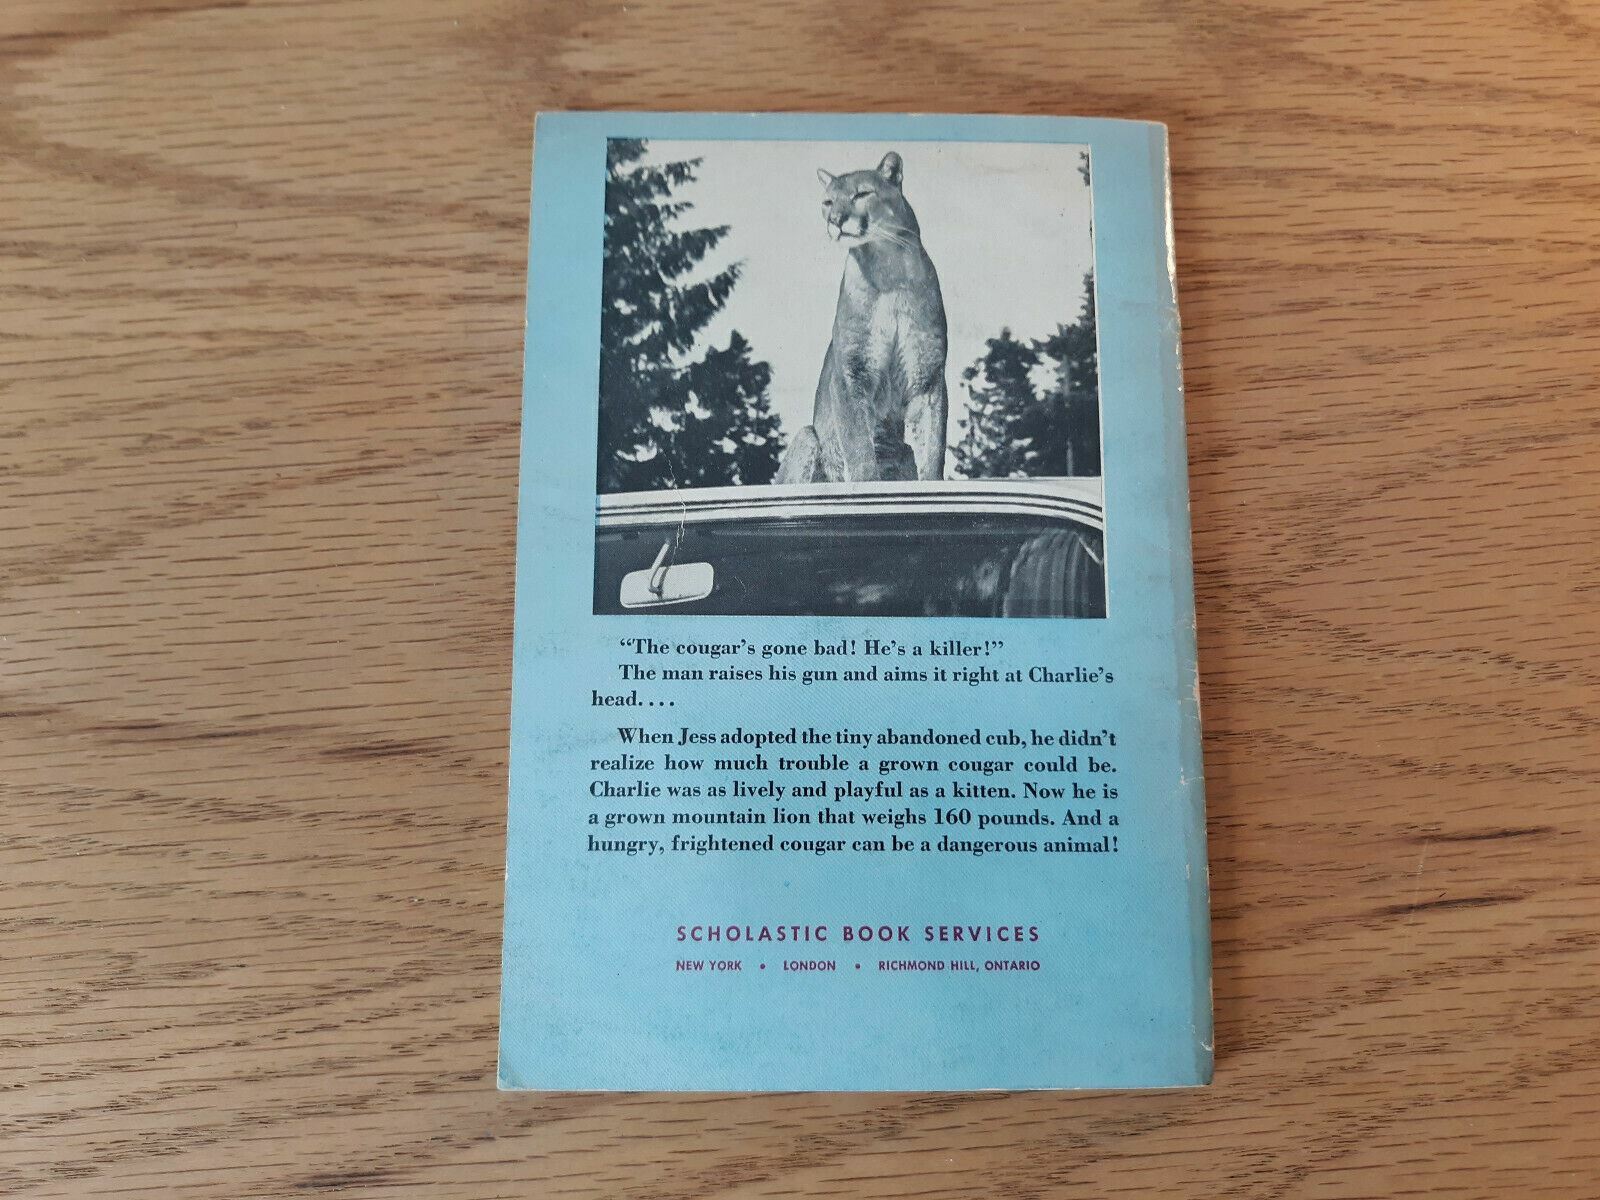 “The cougar’s gone bad! He’s a killer!”
The man raises his gun and aims it right at Charlie’s
head. . . .
When Jess adopted the tiny abandoned cub, he didn’t
realize how much trouble a grown cougar could be.
Charlie was as lively and playful as a kitten. Now he is
a grown mountain lion that weighs 160 pounds. And a
hungry, frightened cougar can be a dangerous animal!
SCHOLASTIC BOOK SERVICES
NEW YORK • LONDON • RICHMOND HILL, ONTARIO